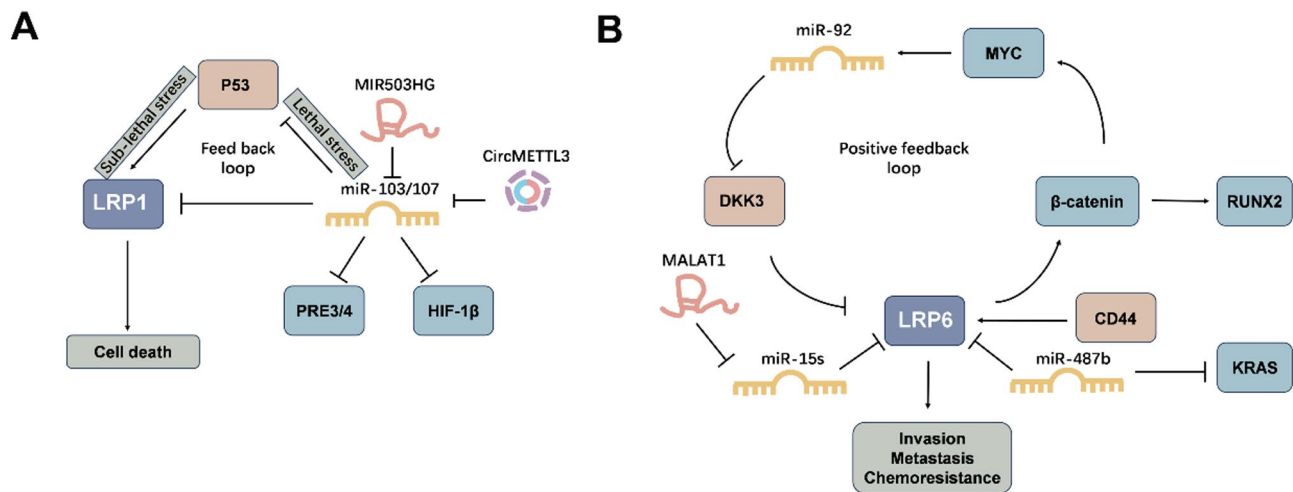 A
P53
Sub-lethal stress
Lethal stress
MIR503HG
Feed back
loop
CircMETTL3
miR-103/107
LRP1
PRE3/4
HIF-1β
Cell death
B
miR-92
MYC
Positive feedback
loop
DKK3
β-catenin
RUNX2
MALAT1
LRP6
CD44
miR-15s
miR-487b
KRAS
Invasion
Metastasis
Chemoresistance